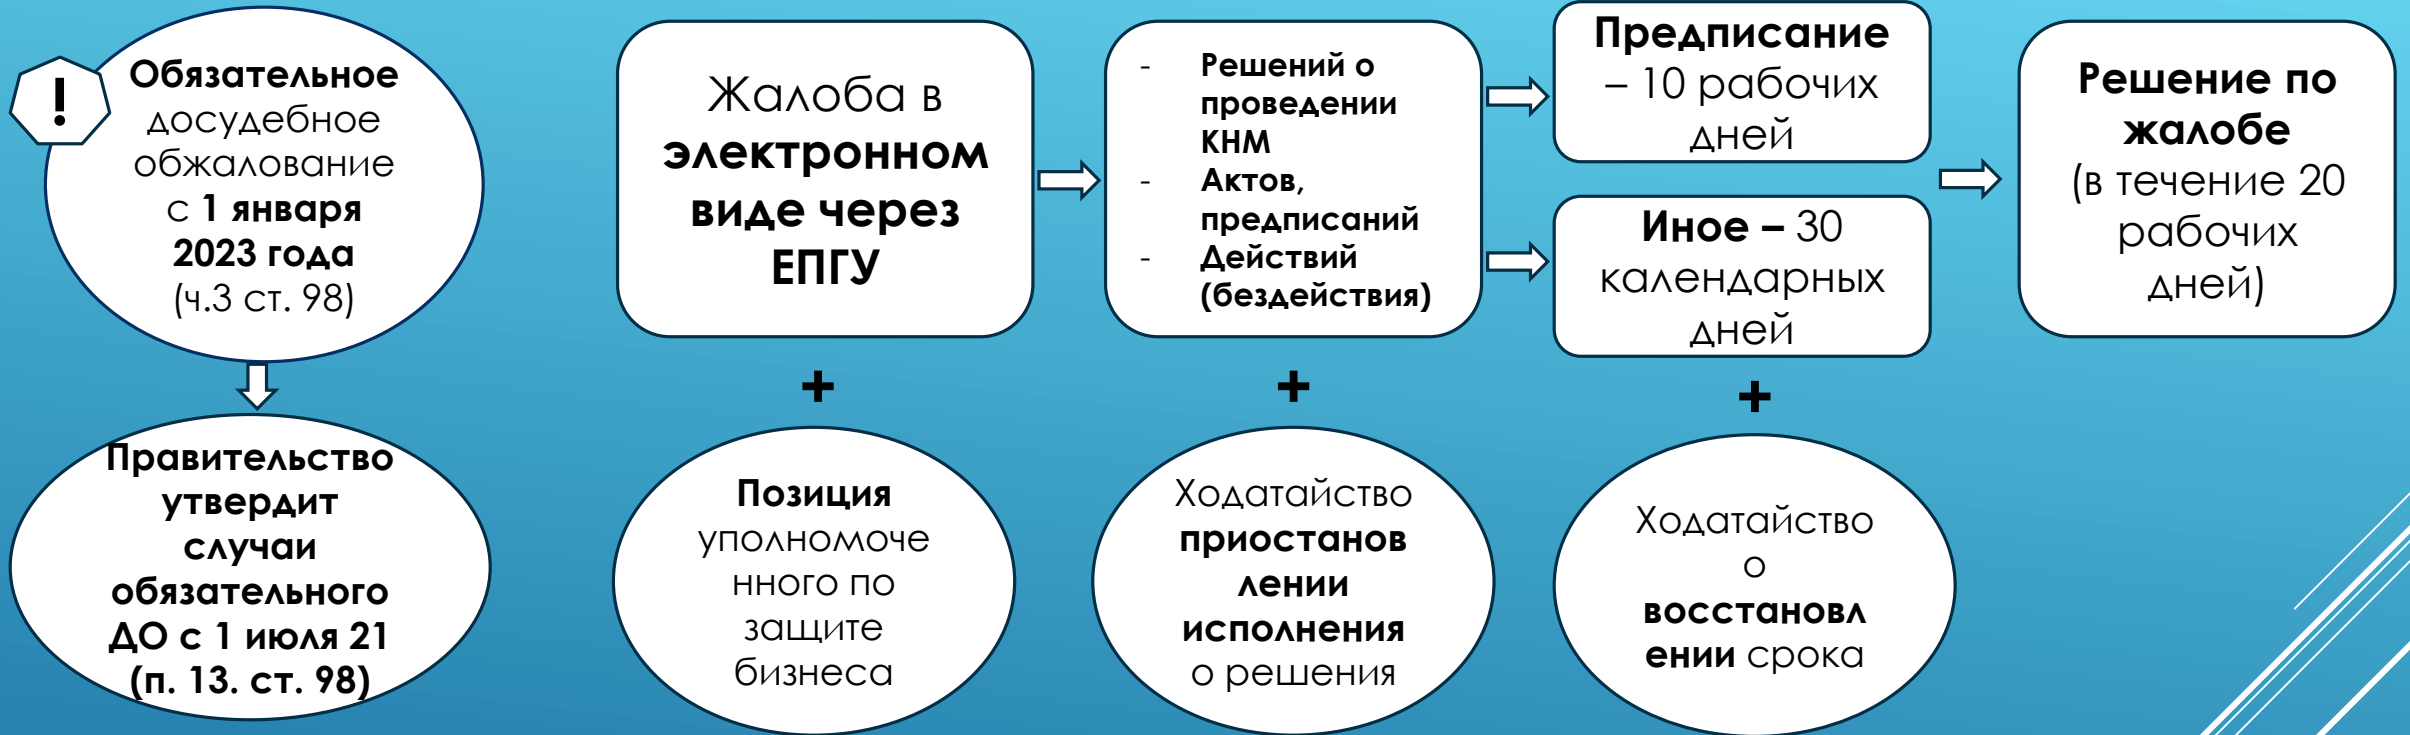 !
Обязательное
досудебное
обжалование
с 1 января
2023 года
(ч.3 ст. 98)
Правительство
утвердит
случаи
обязательного
ДО с 1 июля 21
(п. 13. ст. 98)
Жалоба в
электронном
виде через
ЕПГУ
+
Позиция
уполномоче
нного по
защите
бизнеса
- Решений о
проведении
КНМ
- Актов,
предписаний
- Действий
(бездействия)
+
Ходатайство
приостанов
лении
исполнения
о решения
Предписание
– 10 рабочих
дней
Иное – 30
календарных
дней
+
Ходатайство
о
восстановл
ении срока
Решение по
жалобе
(в течение 20
рабочих
дней)